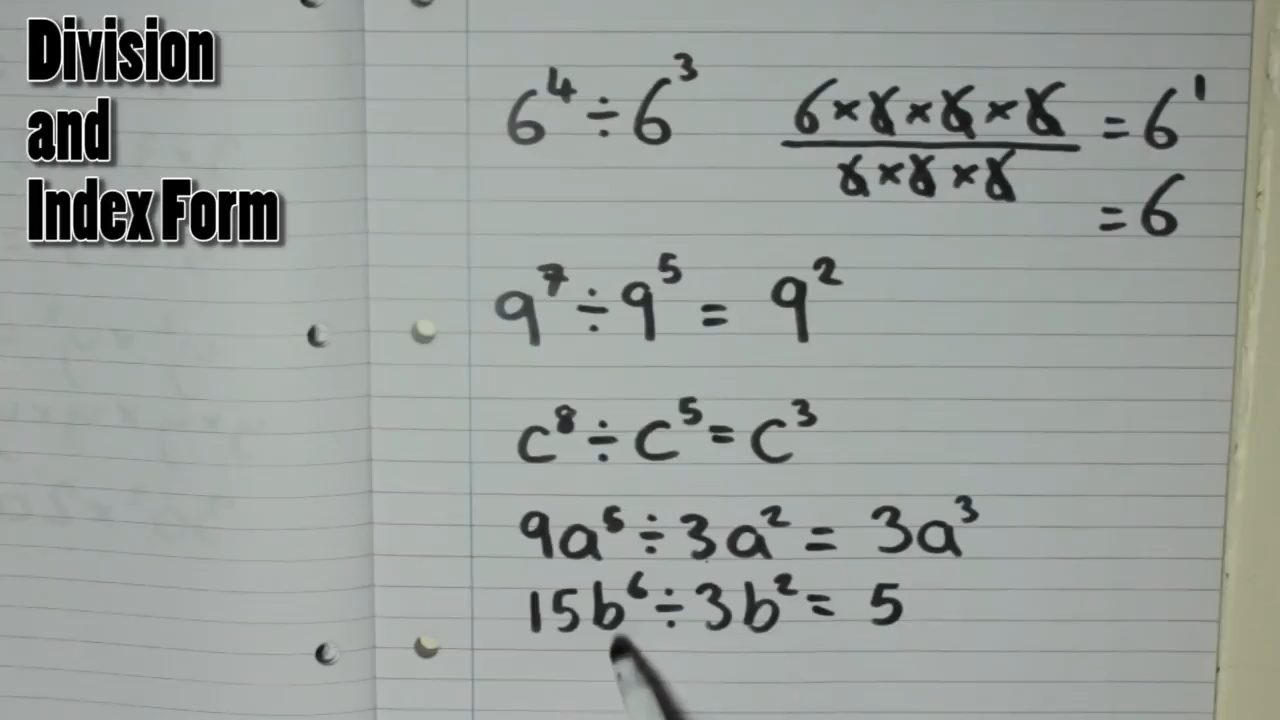 Division
and
Index Form
6⁴ ÷ 6³
6 × 6 × 6 × 6 = 6¹
6 × 6 × 6
= 6
9⁷ ÷ 9⁵ = 9²
c⁸ ÷ c⁵ = c³
9a⁵ ÷ 3a² = 3a³
15b⁶ ÷ 3b² = 5